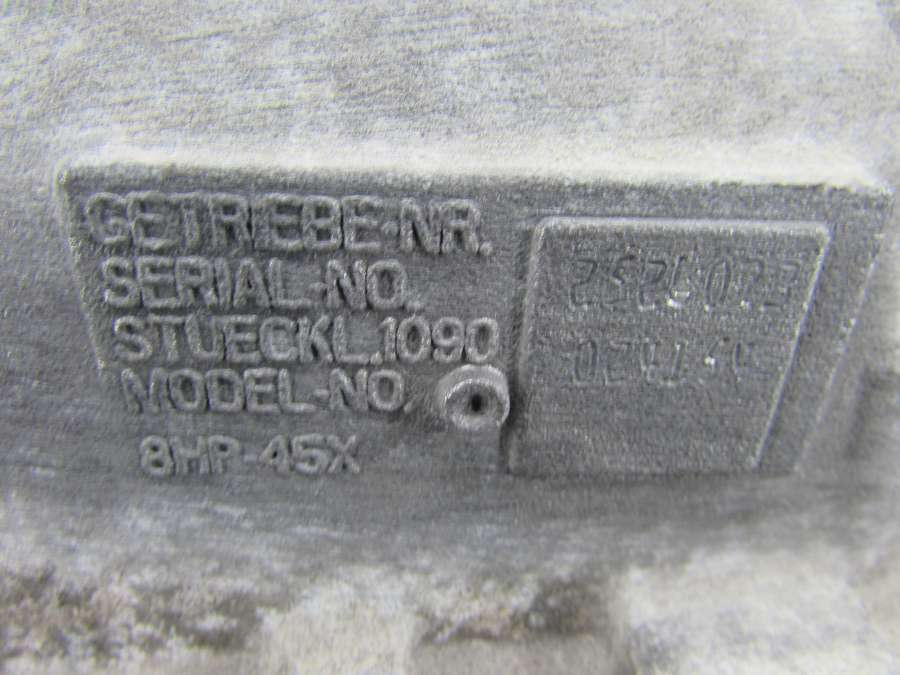 GETRIEBE-NR.
SERIAL-NO.
STUECKL.1090
MODEL-NO.
8HP-45X